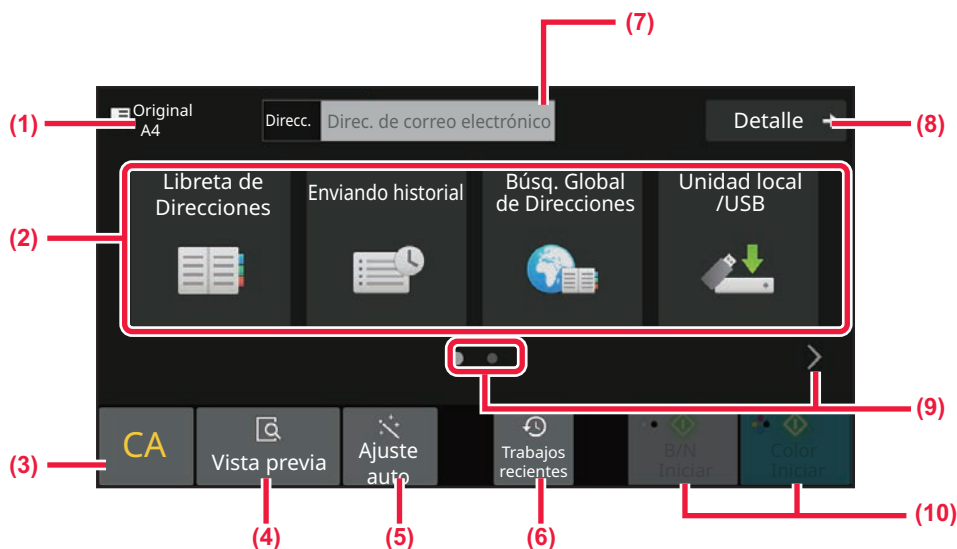 (7)
(1)
Original
A4
Direcc.
Direc. de correo electrónico
Detalle
(8)
(2)
Libreta de
Direcciones
Enviando historial
Búsq. Global
de Direcciones
Unidad local
/USB
(9)
(3)
CA
Vista previa
Ajuste
auto
Trabajos
recientes
B/N
Iniciar
Color
Iniciar
(4)
(5)
(6)
(10)